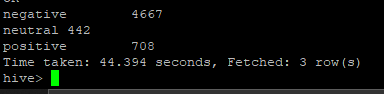 negative 4667
neutral 442
positive 708
Time taken: 44.394 seconds, Fetched: 3 row(s)
hive>